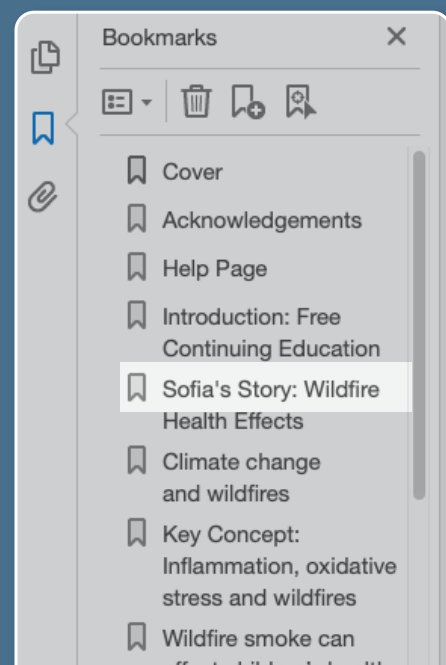 Bookmarks
Cover
Acknowledgements
Help Page
Introduction: Free
Continuing Education
Sofia's Story: Wildfire
Health Effects
Climate change
and wildfires
Key Concept:
Inflammation, oxidative
stress and wildfires
Wildfire smoke can